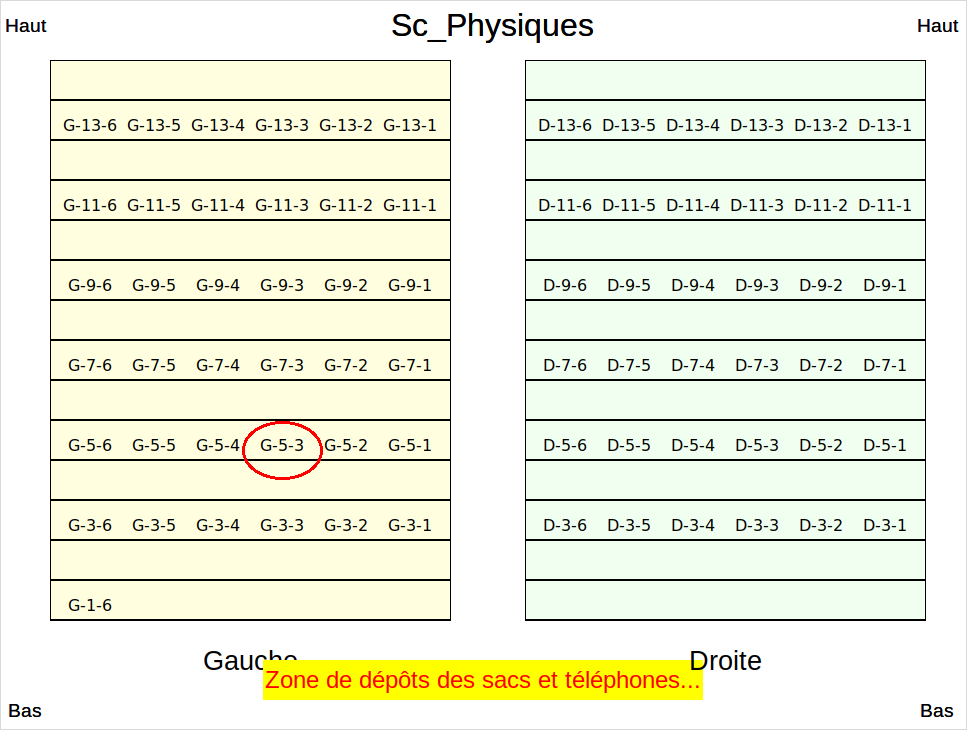 Haut Sc_Physiques Haut
G-13-6 G-13-5 G-13-4 G-13-3 G-13-2 G-13-1 D-13-6 D-13-5 D-13-4 D-13-3 D-13-2 D-13-1
G-11-6 G-11-5 G-11-4 G-11-3 G-11-2 G-11-1 D-11-6 D-11-5 D-11-4 D-11-3 D-11-2 D-11-1
G-9-6 G-9-5 G-9-4 G-9-3 G-9-2 G-9-1 D-9-6 D-9-5 D-9-4 D-9-3 D-9-2 D-9-1
G-7-6 G-7-5 G-7-4 G-7-3 G-7-2 G-7-1 D-7-6 D-7-5 D-7-4 D-7-3 D-7-2 D-7-1
G-5-6 G-5-5 G-5-4 G-5-3 G-5-2 G-5-1 D-5-6 D-5-5 D-5-4 D-5-3 D-5-2 D-5-1
G-3-6 G-3-5 G-3-4 G-3-3 G-3-2 G-3-1 D-3-6 D-3-5 D-3-4 D-3-3 D-3-2 D-3-1
G-1-6
Gauche Droite
Zone de dépôts des sacs et téléphones...
Bas Bas